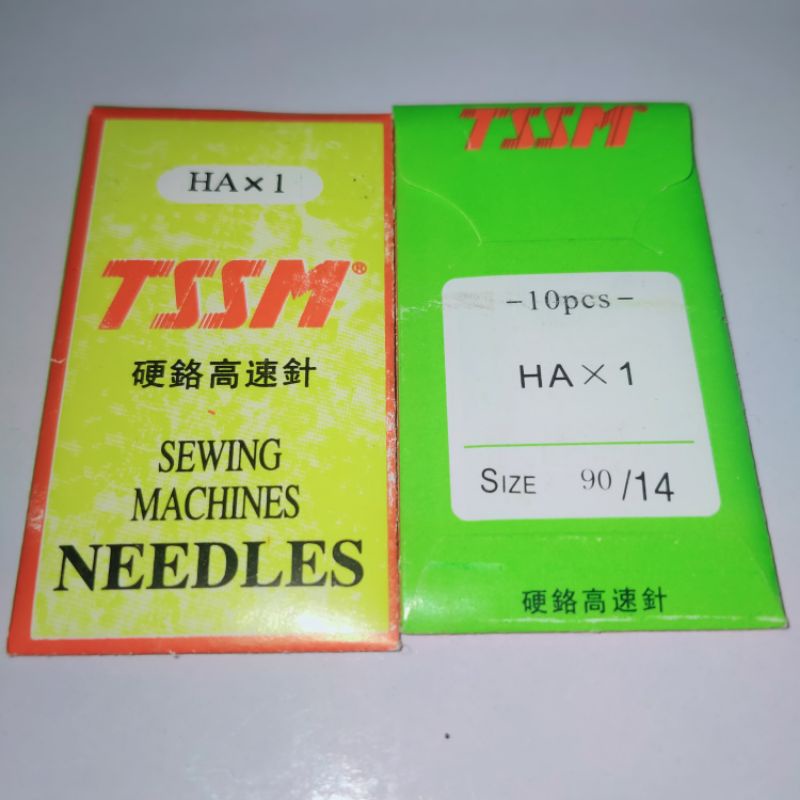 HA × 1
TSSM®
硬鉻高速針
SEWING
MACHINES
NEEDLES
TSSM
-10pcs-
HA × 1
SIZE 90/14
硬鉻高速針